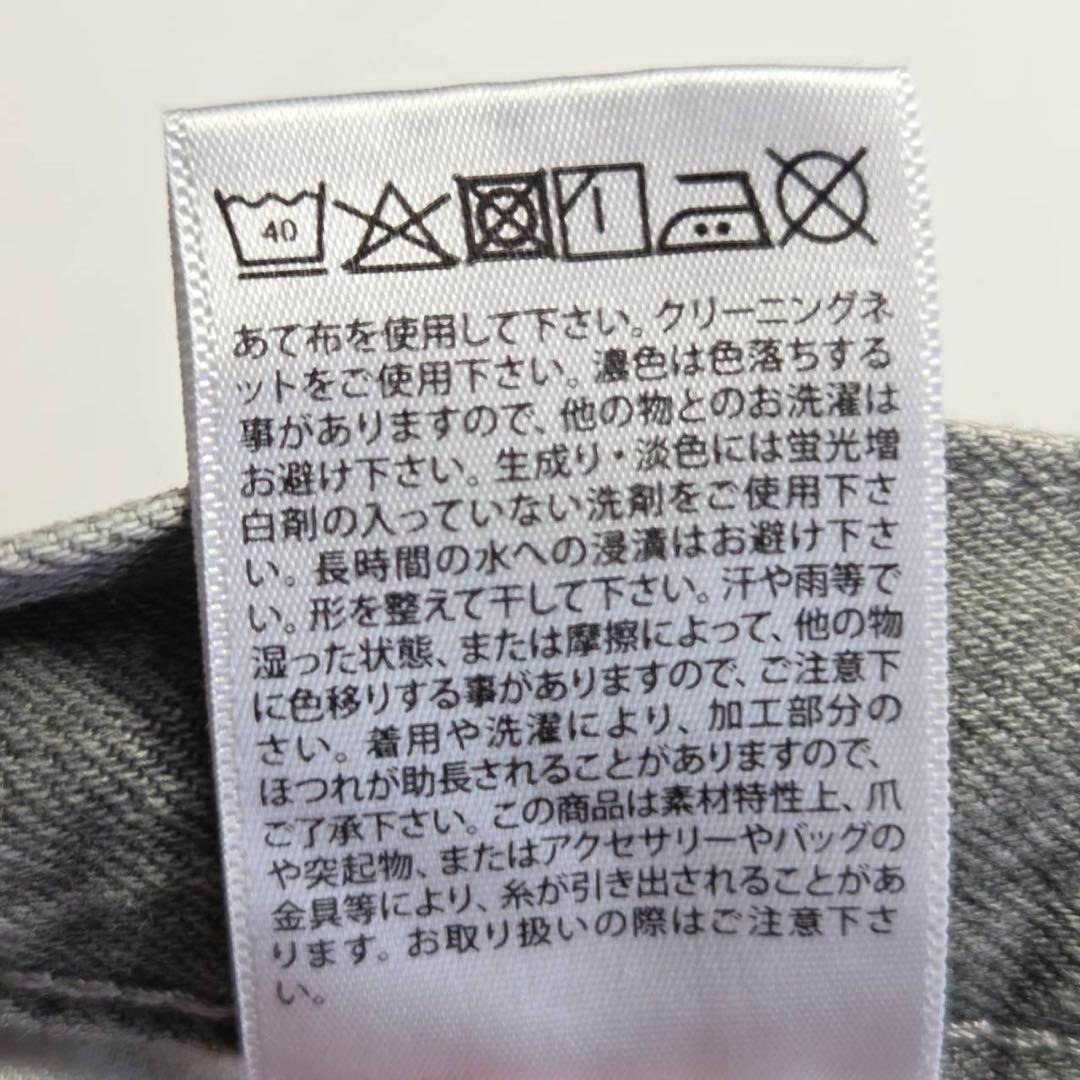 40
あて布を使用して下さい。クリーニングネ
ットをご使用下さい。濃色は色落ちする
事がありますので、他の物とのお洗濯は
お避け下さい。生成り・淡色には蛍光増
白剤の入っていない洗剤をご使用下さ
い。長時間の水への浸漬はお避け下さ
い。形を整えて干して下さい。汗や雨等で
湿った状態、または摩擦によって、他の物
に色移りする事がありますので、ご注意下
さい。着用や洗濯により、加工部分の
ほつれが助長されることがありますので、
ご了承下さい。この商品は素材特性上、爪
や突起物、またはアクセサリーやバッグの
金具等により、糸が引き出されることがあ
ります。お取り扱いの際はご注意下さ
い。